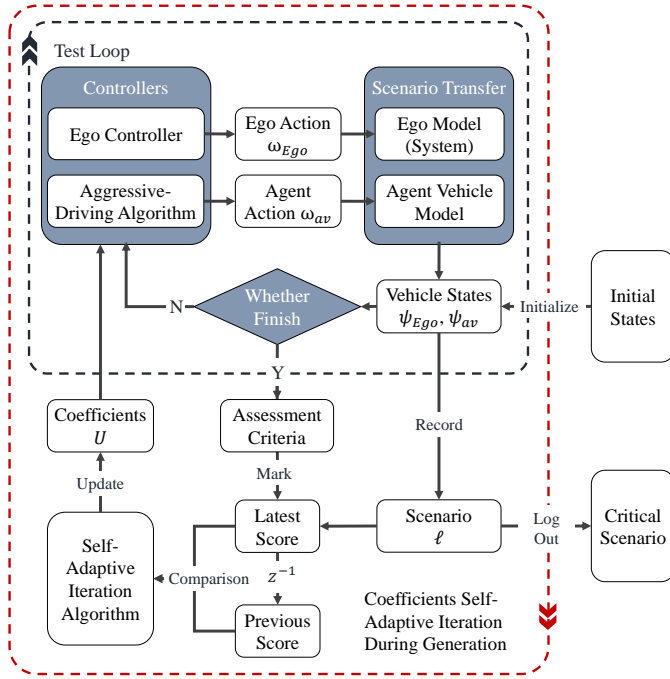 Test Loop
Controllers
Scenario Transfer
Ego Controller
Ego Action
ω_Ego
Ego Model
(System)
Aggressive-
Driving Algorithm
Agent
Action ω_av
Agent Vehicle
Model
N
Whether
Finish
Vehicle States
ψ_Ego, ψ_av
Initialize
Initial
States
Y
Coefficients
U
Assessment
Criteria
Record
Update
Mark
Self-
Adaptive
Iteration
Algorithm
Comparison
Latest
Score
z⁻¹
Previous
Score
Scenario
ℓ
Log
Out
Critical
Scenario
Coefficients Self-
Adaptive Iteration
During Generation